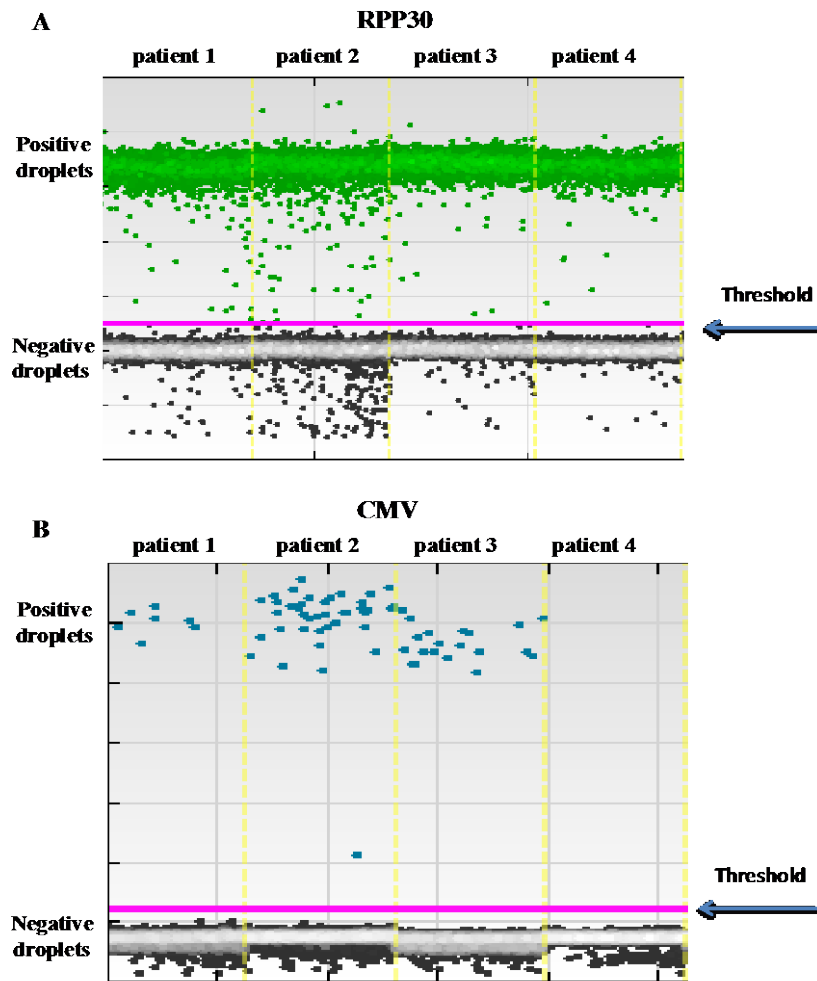 A
RPP30
patient 1 patient 2 patient 3 patient 4
Positive
droplets
Threshold
Negative
droplets
B
CMV
patient 1 patient 2 patient 3 patient 4
Positive
droplets
Threshold
Negative
droplets